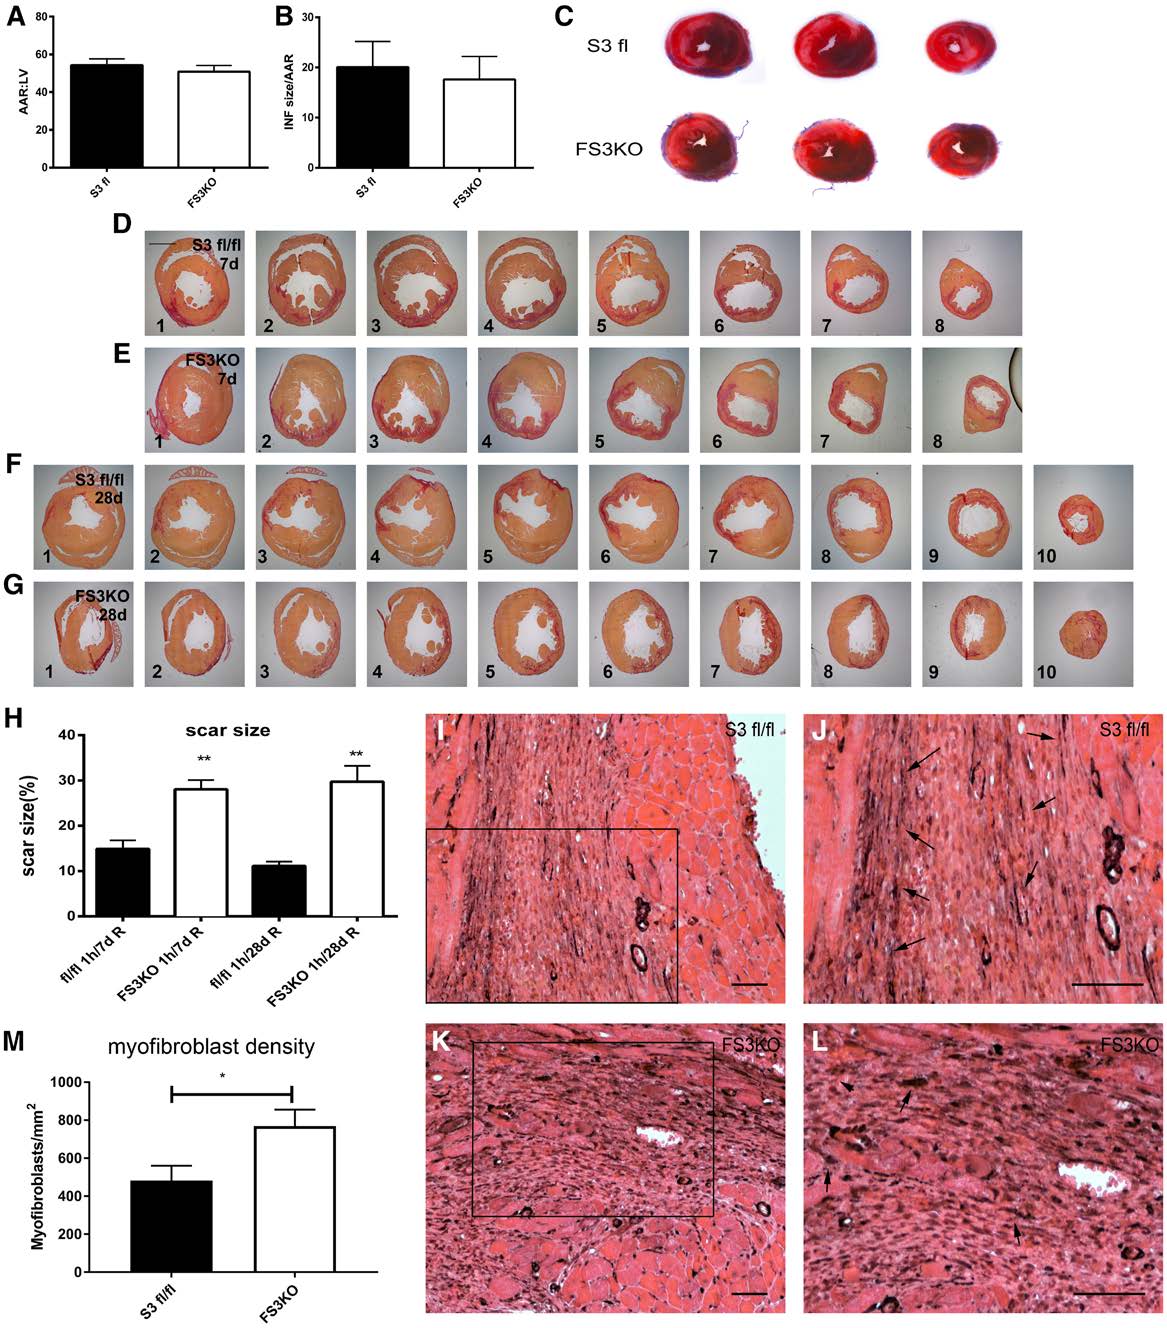 A
80
60
40
20
0
AAR:LV
S3 fl
FS3KO
B
30
20
10
0
INF size/AAR
S3 fl
FS3KO
C
S3 fl
FS3KO
D
S3 fl/fl
7d
1
2
3
4
5
6
7
8
E
FS3KO
7d
1
2
3
4
5
6
7
8
F
S3 fl/fl
28d
1
2
3
4
5
6
7
8
9
10
G
FS3KO
28d
1
2
3
4
5
6
7
8
9
10
H
scar size
40
30
20
10
0
scar size(%)
**
**
fl/fl 1h/7d R
FS3KO 1h/7d R
fl/fl 1h/28d R
FS3KO 1h/28d R
I
S3 fl/fl
J
S3 fl/fl
M
myofibroblast density
1000
800
600
400
200
0
Myofibroblasts/mm2
*
S3 fl/fl
FS3KO
K
FS3KO
L
FS3KO